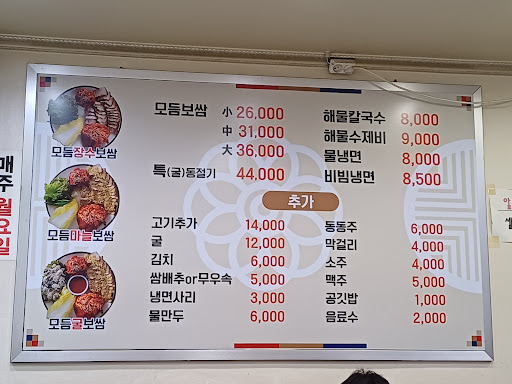 모듬장수보쌈
모듬마늘보쌈
모듬굴보쌈
모듬보쌈 小 26,000
中 31,000
大 36,000
특(굴)동절기 44,000
해물칼국수 8,000
해물수제비 9,000
물냉면 8,000
비빔냉면 8,500
추가
고기추가 14,000
굴 12,000
김치 6,000
쌈배추or무우속 5,000
냉면사리 3,000
물만두 6,000
동동주 6,000
막걸리 4,000
소주 4,000
맥주 5,000
공깃밥 1,000
음료수 2,000
매
주
월
요
일